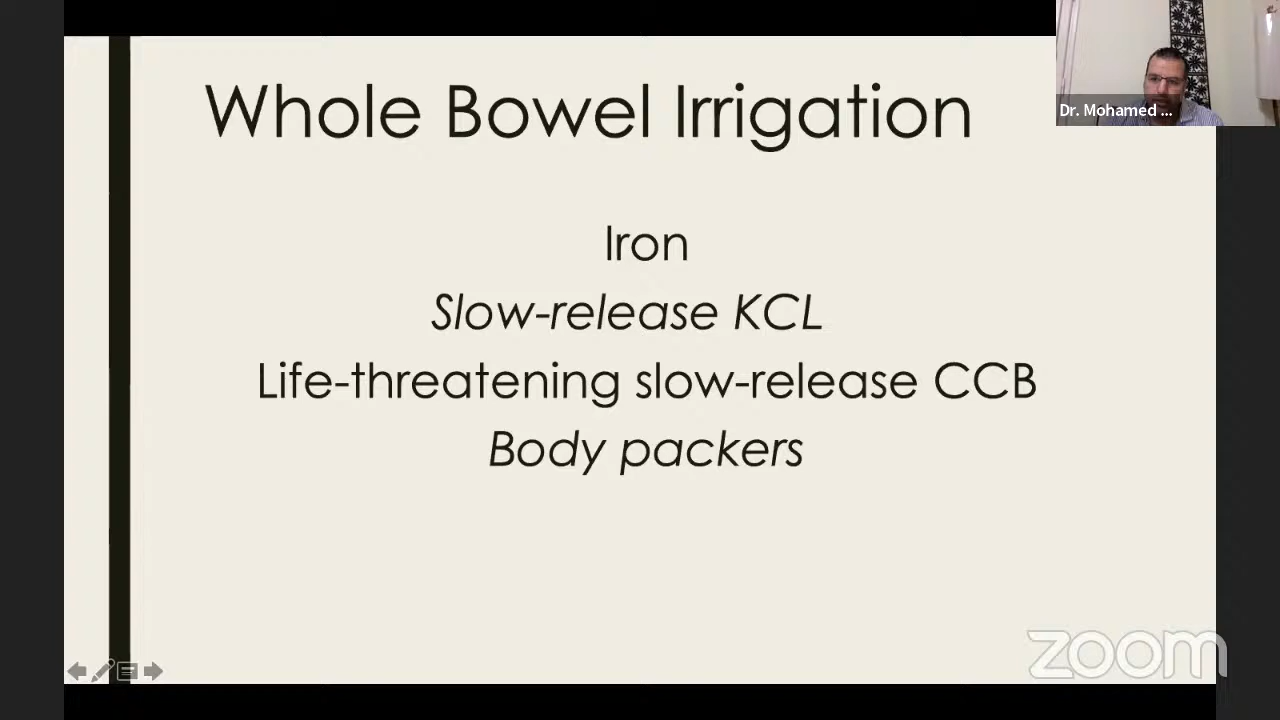 Whole Bowel Irrigation
Dr. Mohamed ...
Iron
Slow-release KCL
Life-threatening slow-release CCB
Body packers
zoom